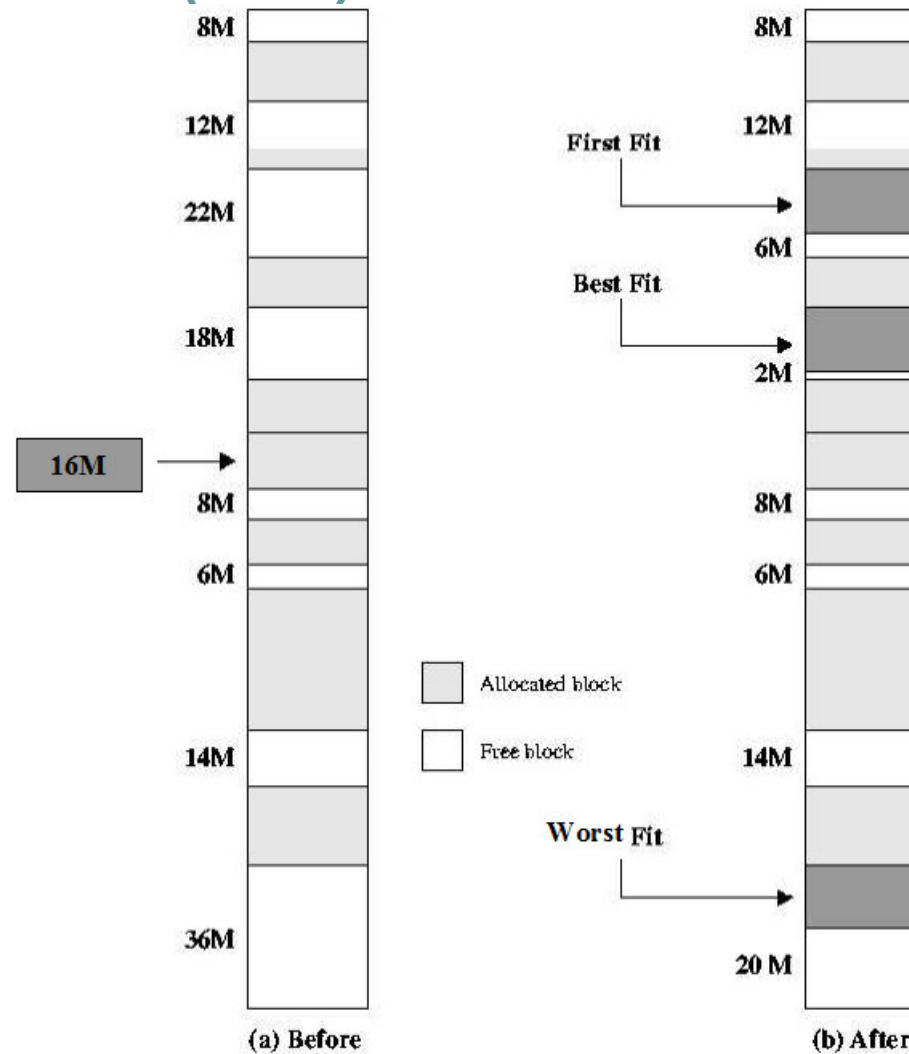 8M
12M
22M
18M
16M
8M
6M
14M
36M
(a) Before
Allocated block
Free block
8M
12M
First Fit
6M
Best Fit
2M
8M
6M
14M
Worst Fit
20 M
(b) After